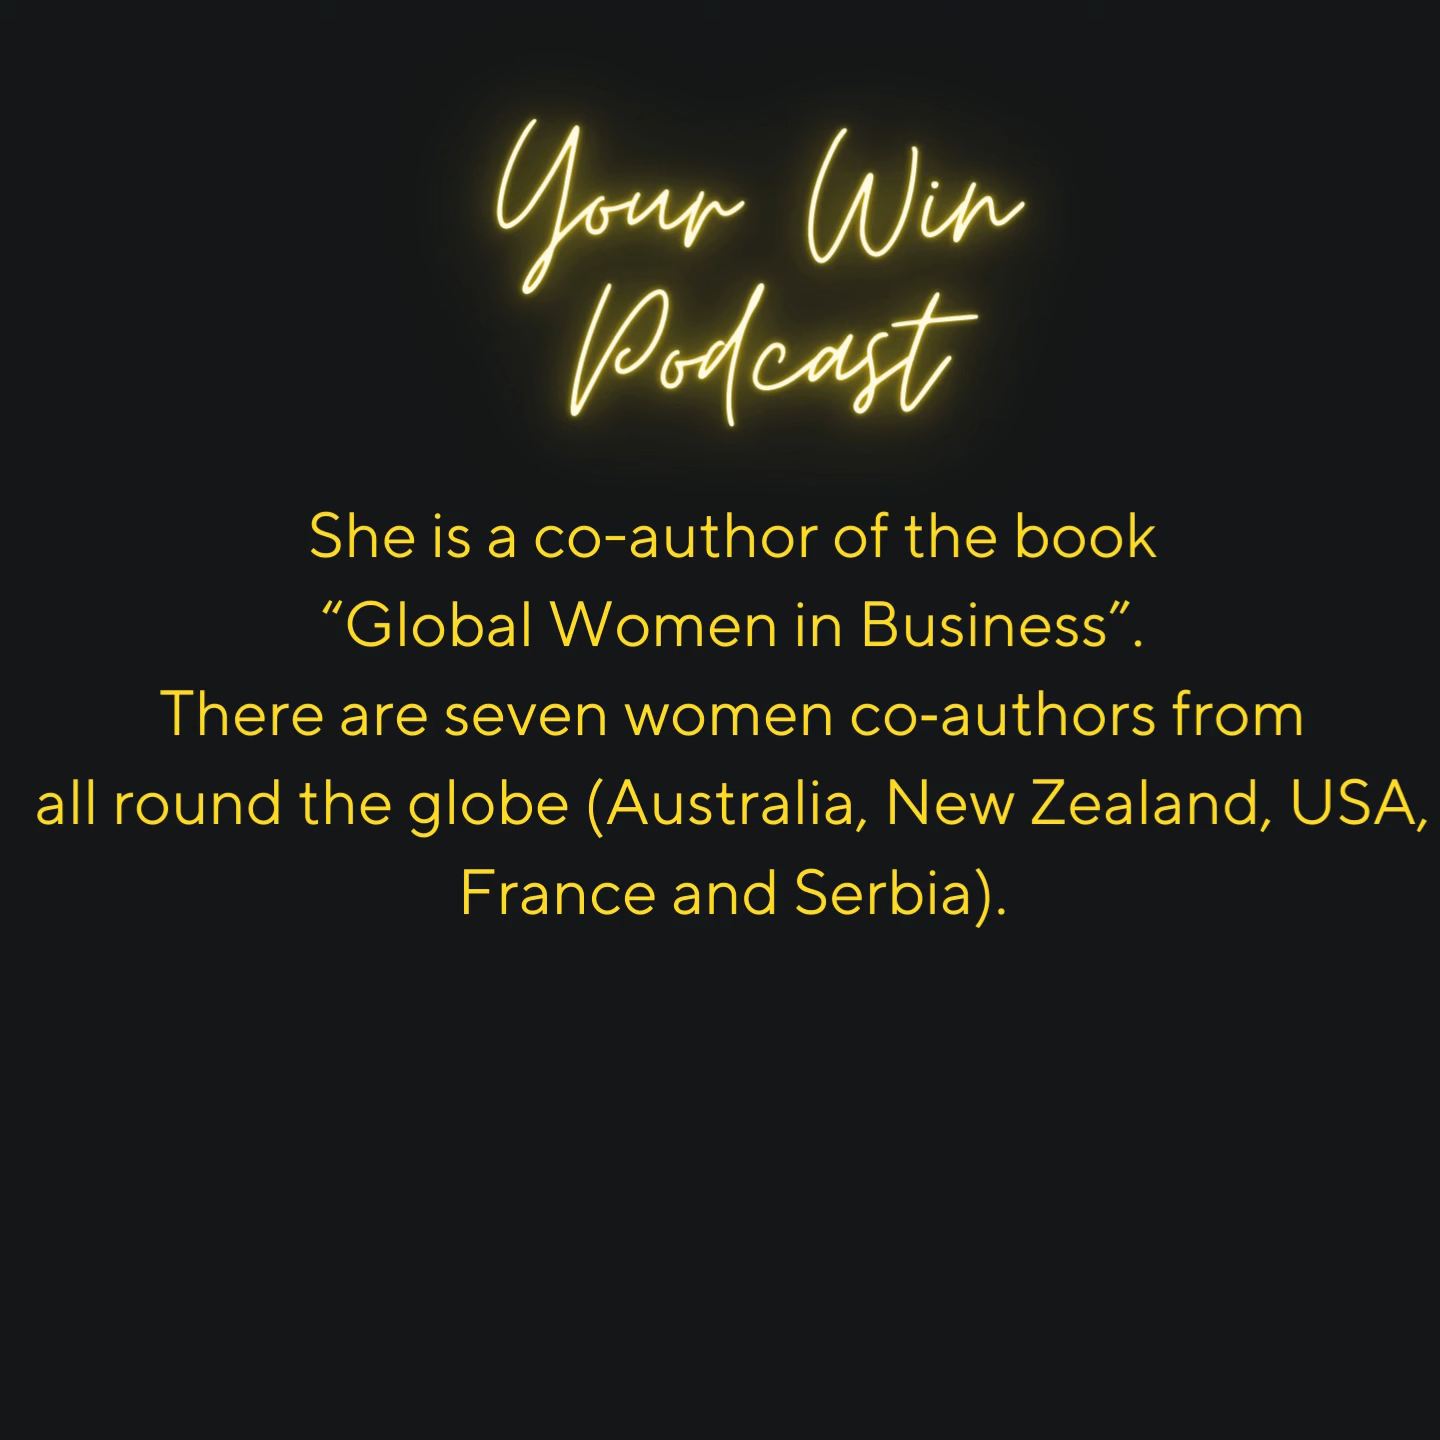 Your Win
Podcast
She is a co-author of the book
“Global Women in Business”.
There are seven women co-authors from
all round the globe (Australia, New Zealand, USA,
France and Serbia).